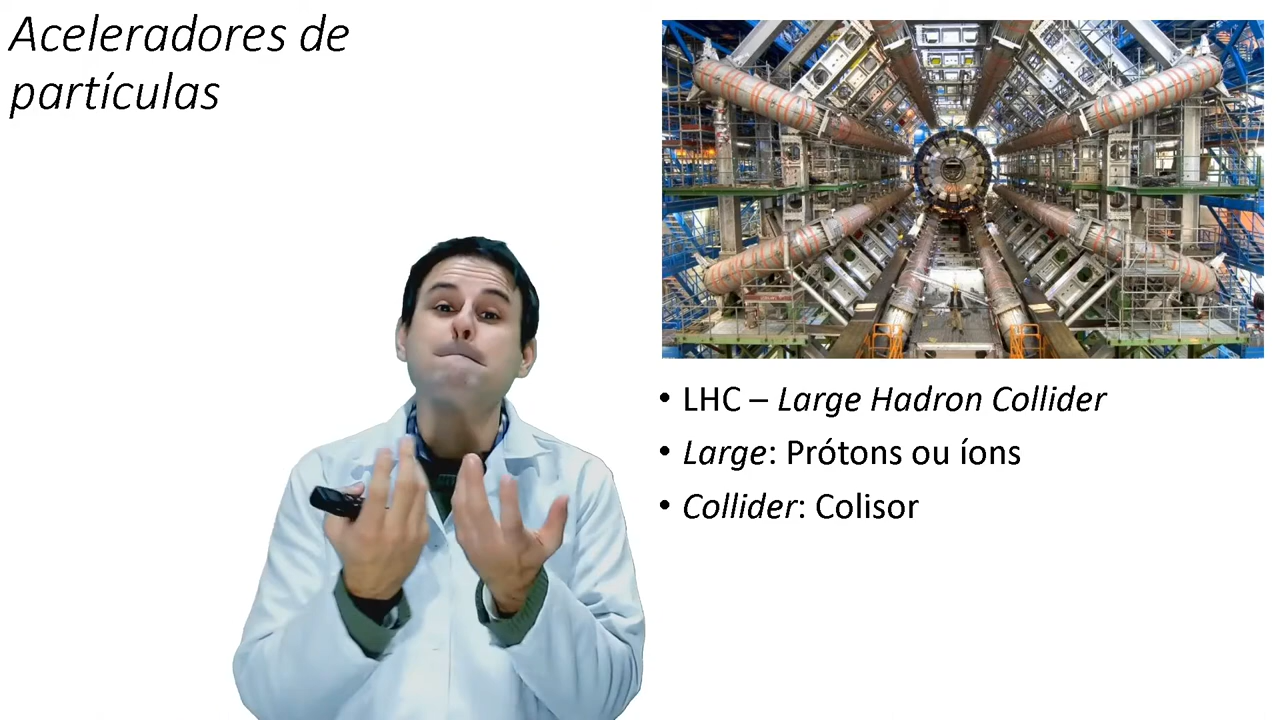 Aceleradores de
partículas
• LHC – Large Hadron Collider
• Large: Prótons ou íons
• Collider: Colisor